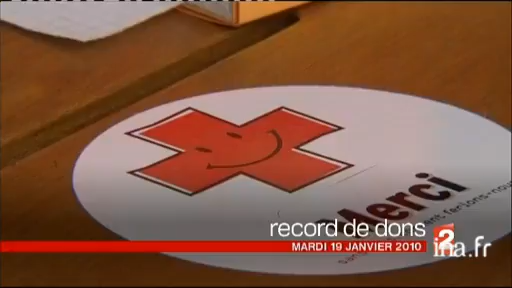 Merci
record de dons
MARDI 19 JANVIER 2010
2
ina.fr